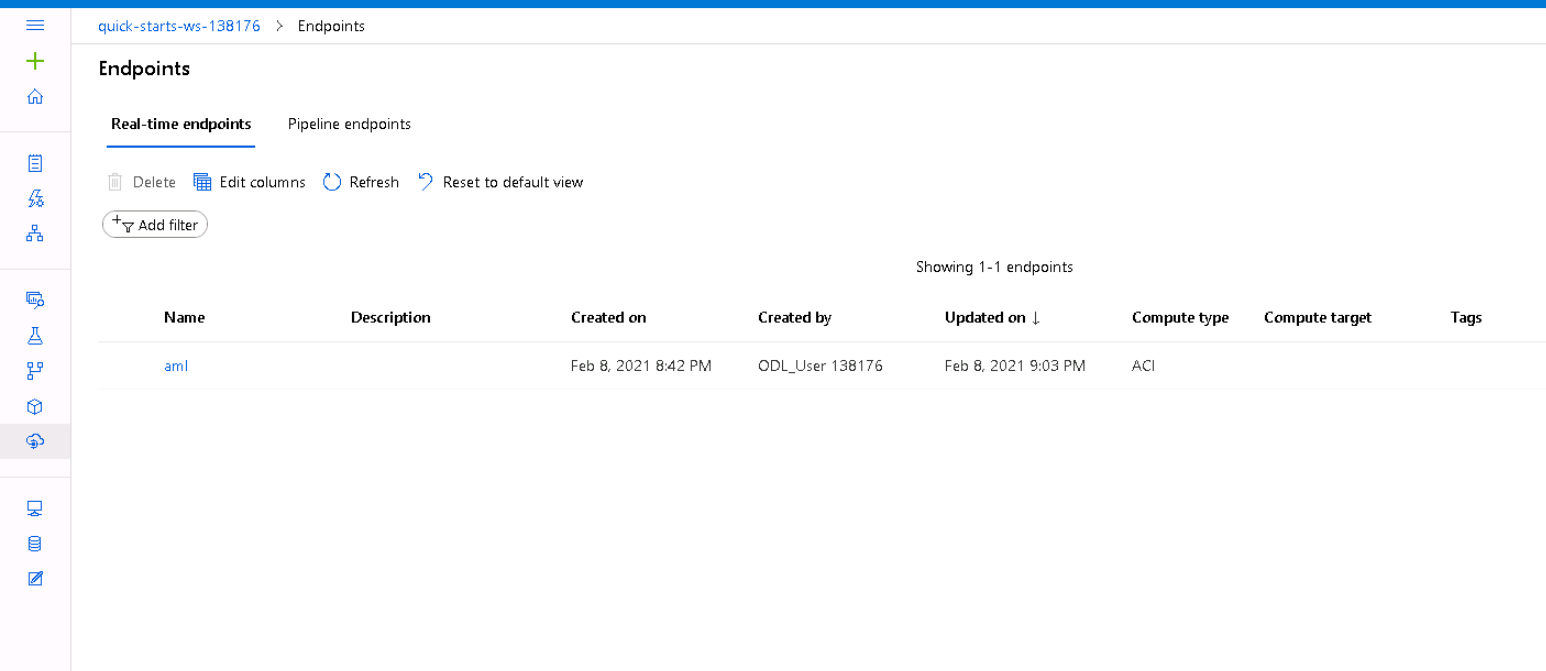 quick-starts-ws-138176 > Endpoints
Endpoints
Real-time endpoints Pipeline endpoints
Delete Edit columns Refresh Reset to default view
Add filter
Showing 1-1 endpoints
Name Description Created on Created by Updated on ↓ Compute type Compute target Tags
aml Feb 8, 2021 8:42 PM ODL_User 138176 Feb 8, 2021 9:03 PM ACI